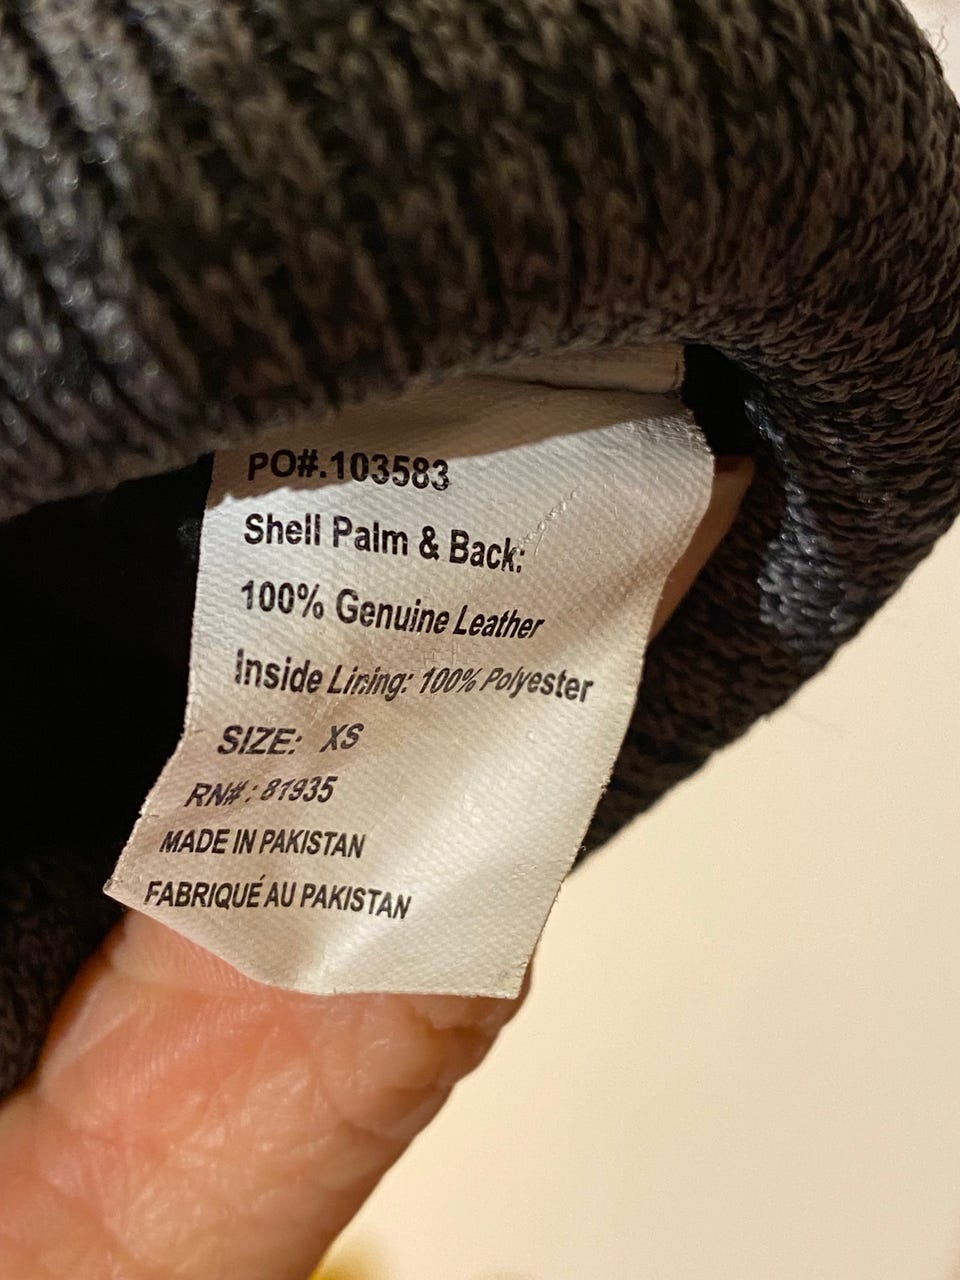 PO#.103583
Shell Palm & Back:
100% Genuine Leather
Inside Lining: 100% Polyester
SIZE: XS
RN# : 81935
MADE IN PAKISTAN
FABRIQUÉ AU PAKISTAN